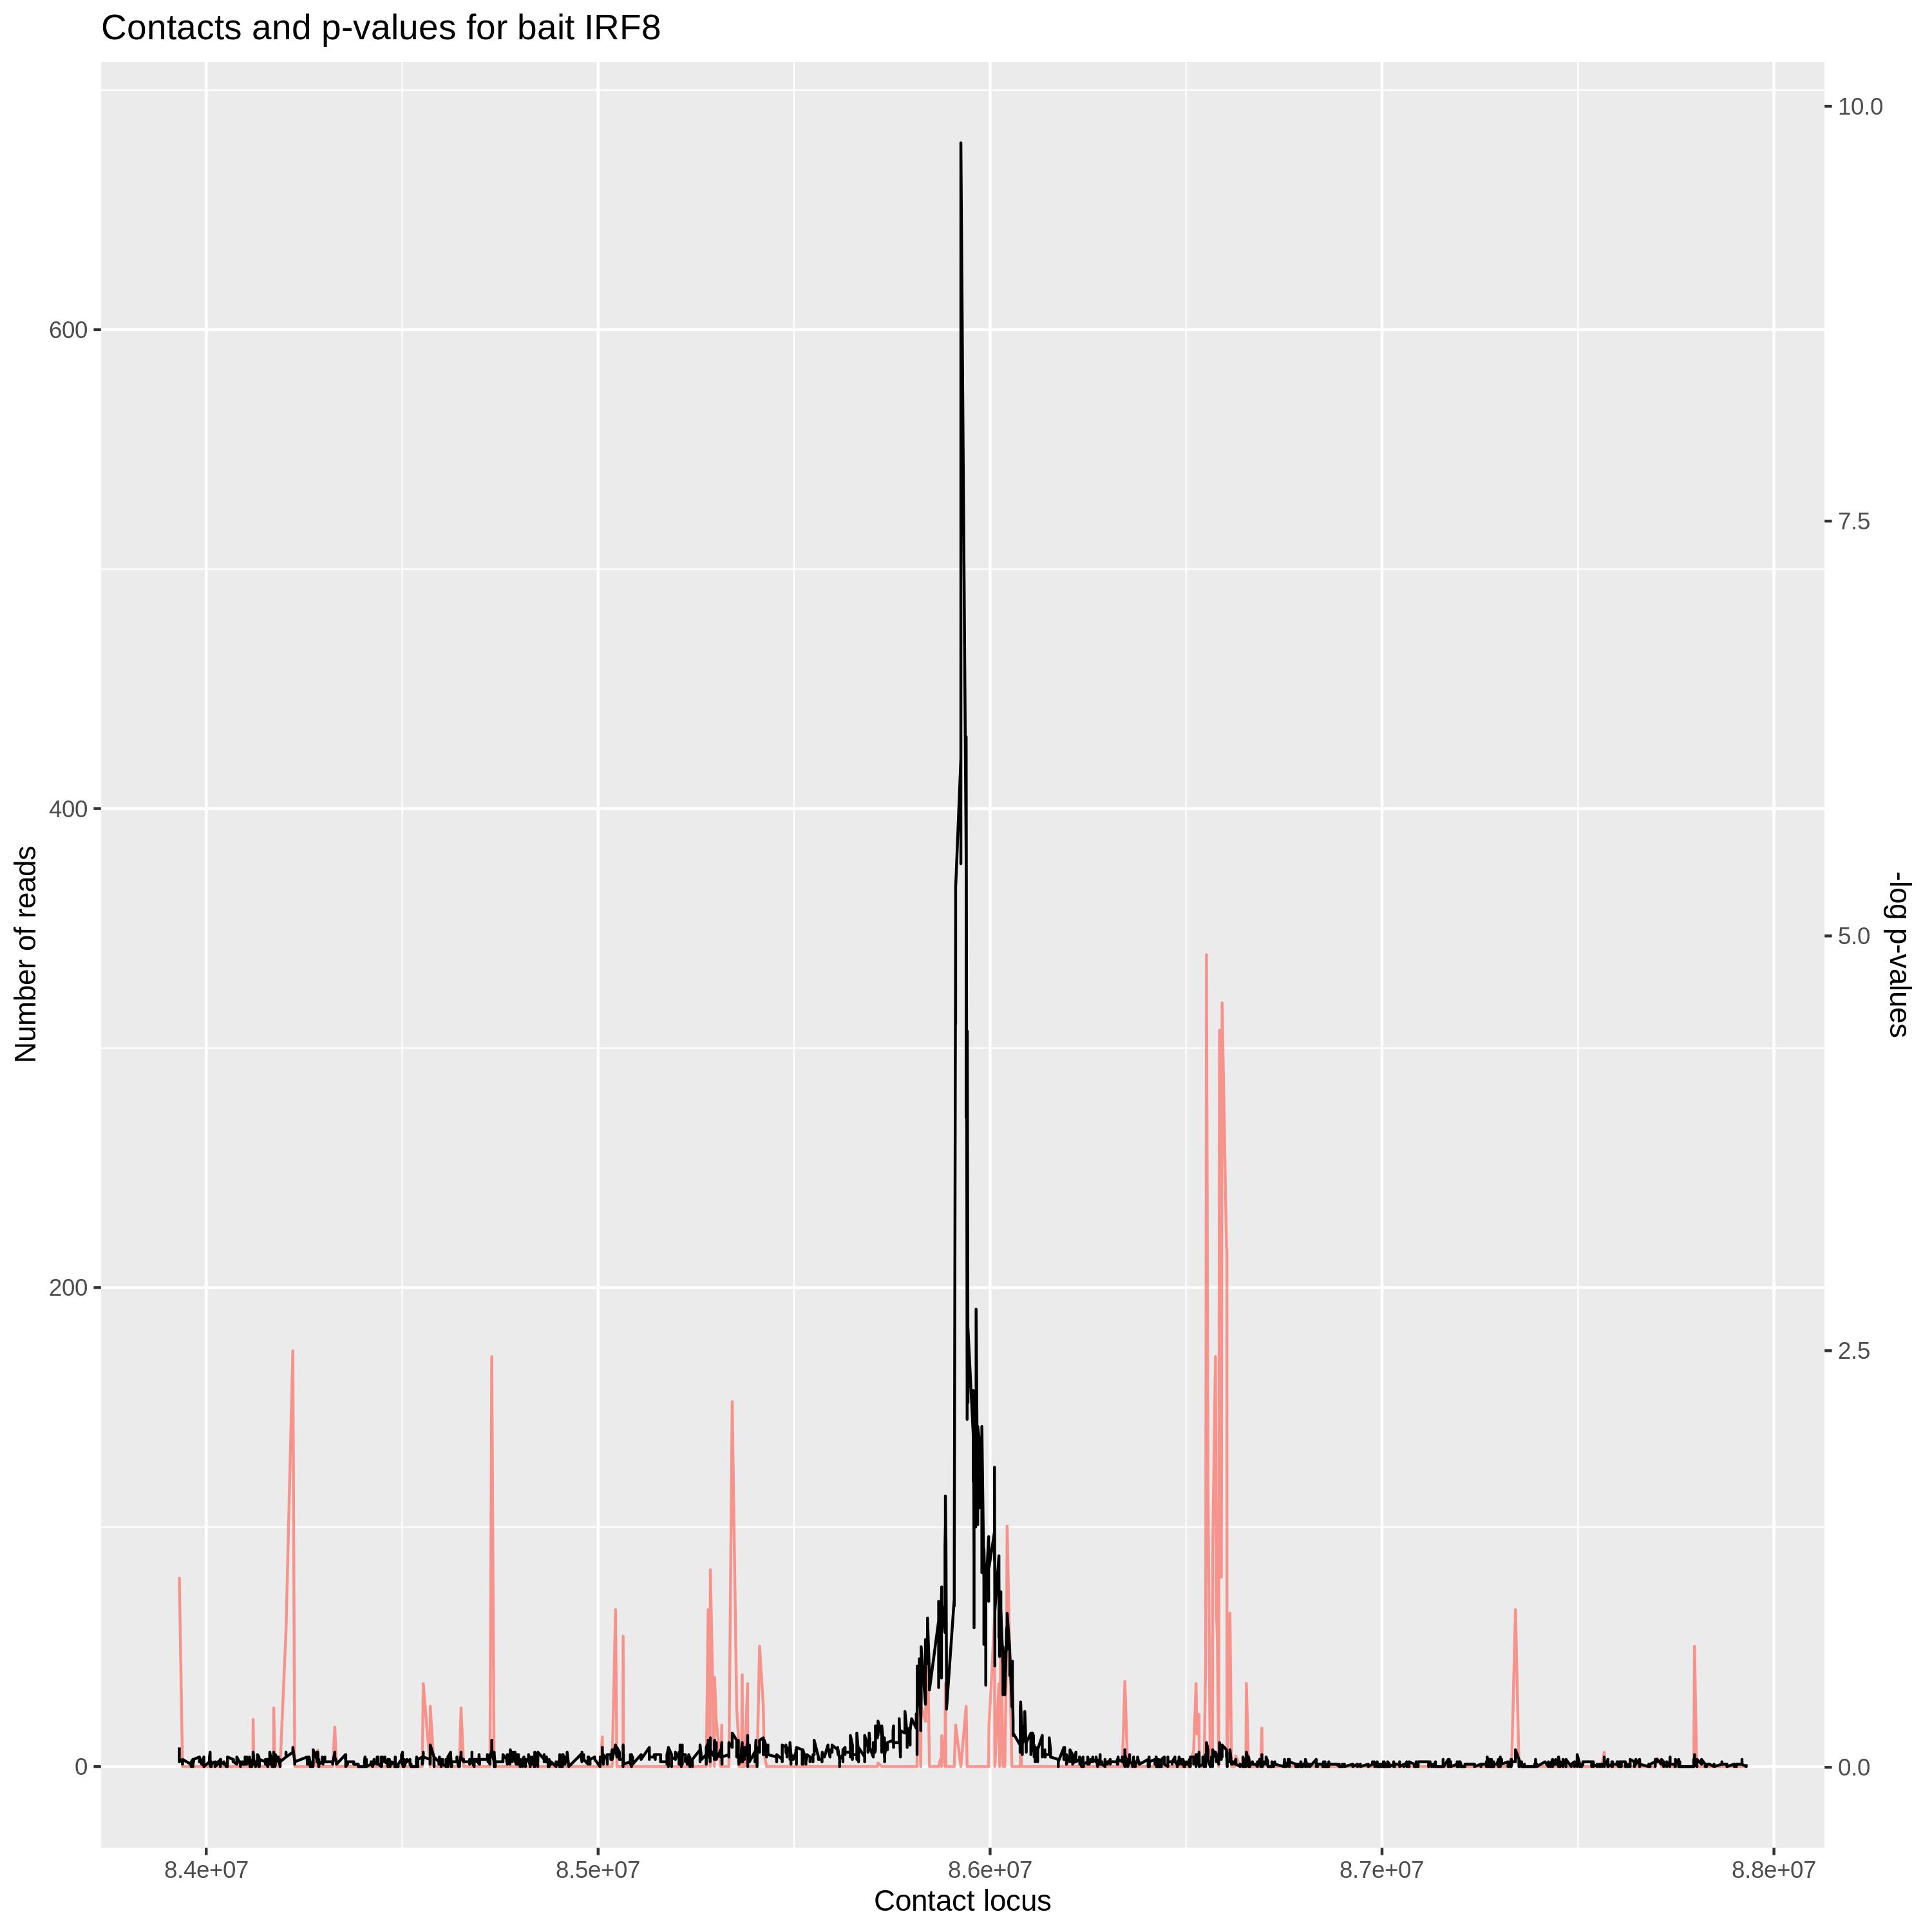 Contacts and p-values for bait IRF8
600
400
200
0
Number of reads
10.0
7.5
5.0
2.5
0.0
-log p-values
8.4e+07 8.5e+07 8.6e+07 8.7e+07 8.8e+07
Contact locus